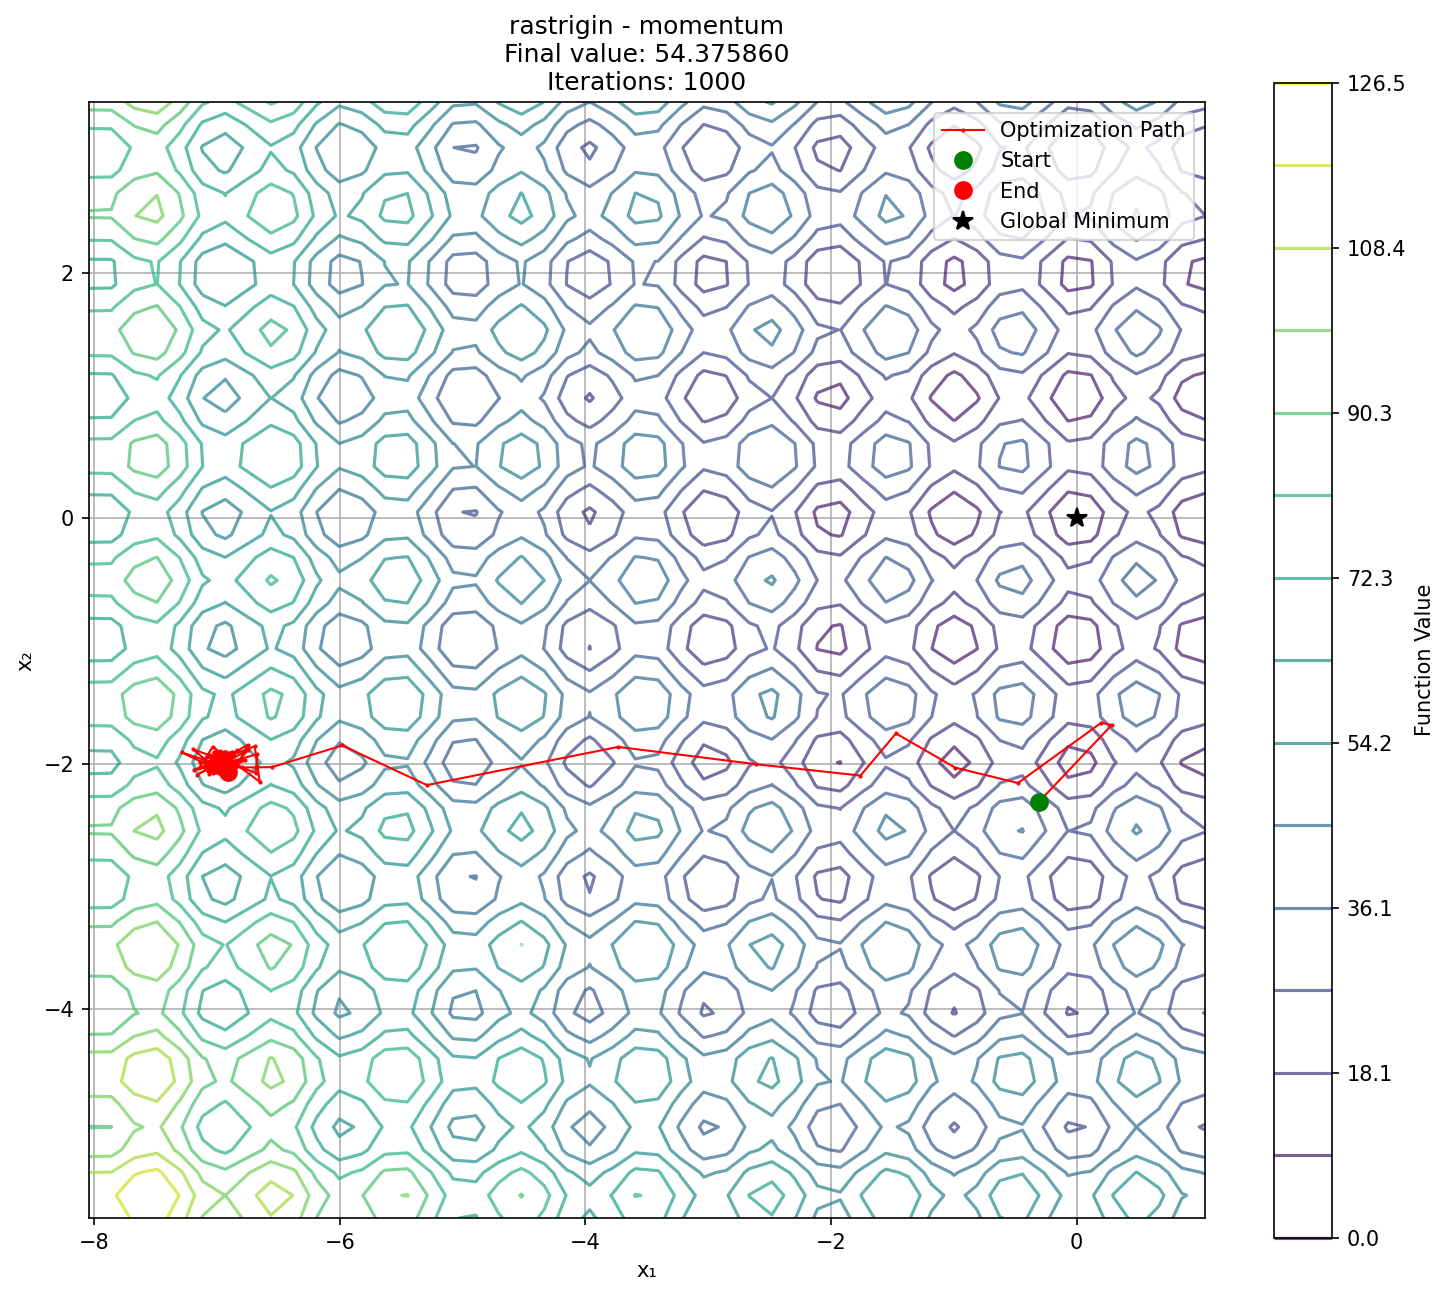 rastrigin - momentum
Final value: 54.375860
Iterations: 1000
Optimization Path
Start
End
Global Minimum
2
0
−2
−4
x₂
−8
−6
−4
−2
0
x₁
126.5
108.4
90.3
72.3
54.2
36.1
18.1
0.0
Function Value